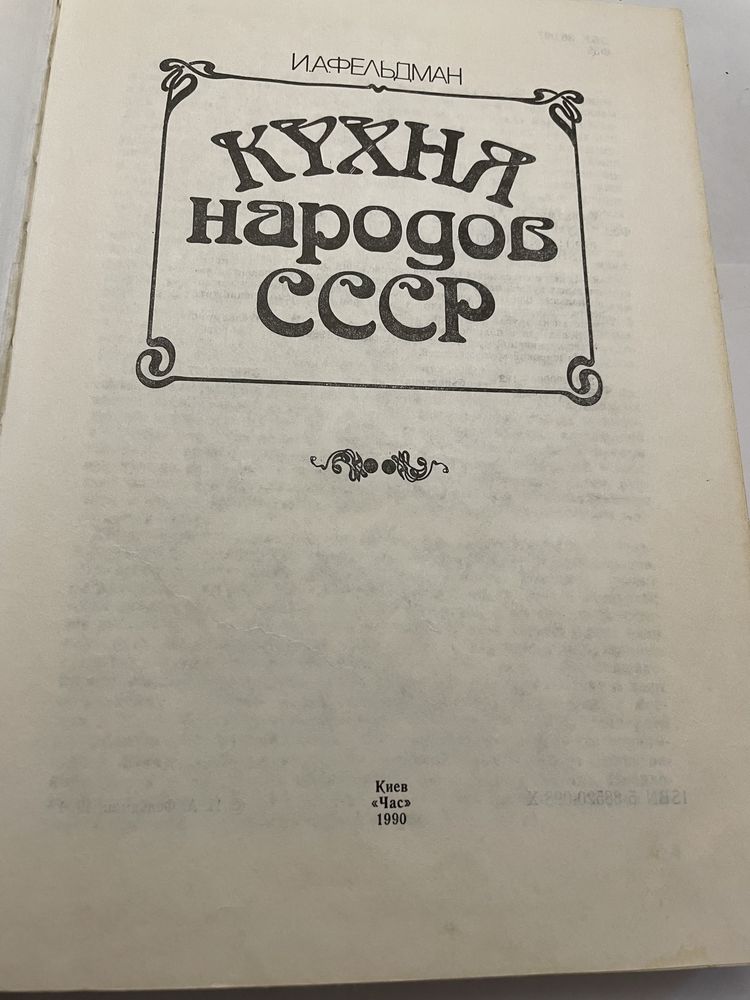 И.А.ФЕЛЬДМАН
КУХНЯ
народов
СССР
Киев
«Час»
1990